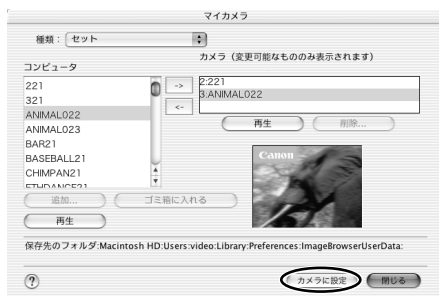 マイカメラ
種類： セット
カメラ（変更可能なもののみ表示されます）
コンピュータ
221
321
ANIMAL022
ANIMAL023
BAR21
BASEBALL21
CHIMPAN21
ETHDANCE21
->
<-
2:221
3:ANIMAL022
再生
削除...
Canon
追加...
ゴミ箱に入れる
再生
保存先のフォルダ:Macintosh HD:Users:video:Library:Preferences:ImageBrowserUserData:
?
カメラに設定
閉じる